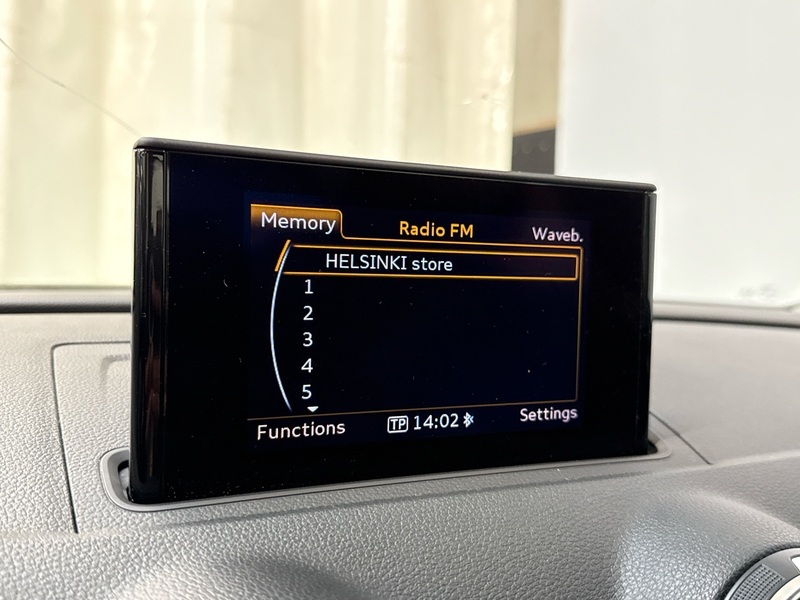 Memory Radio FM Waveb.
HELSINKI store
1
2
3
4
5
Functions TP 14:02 Settings